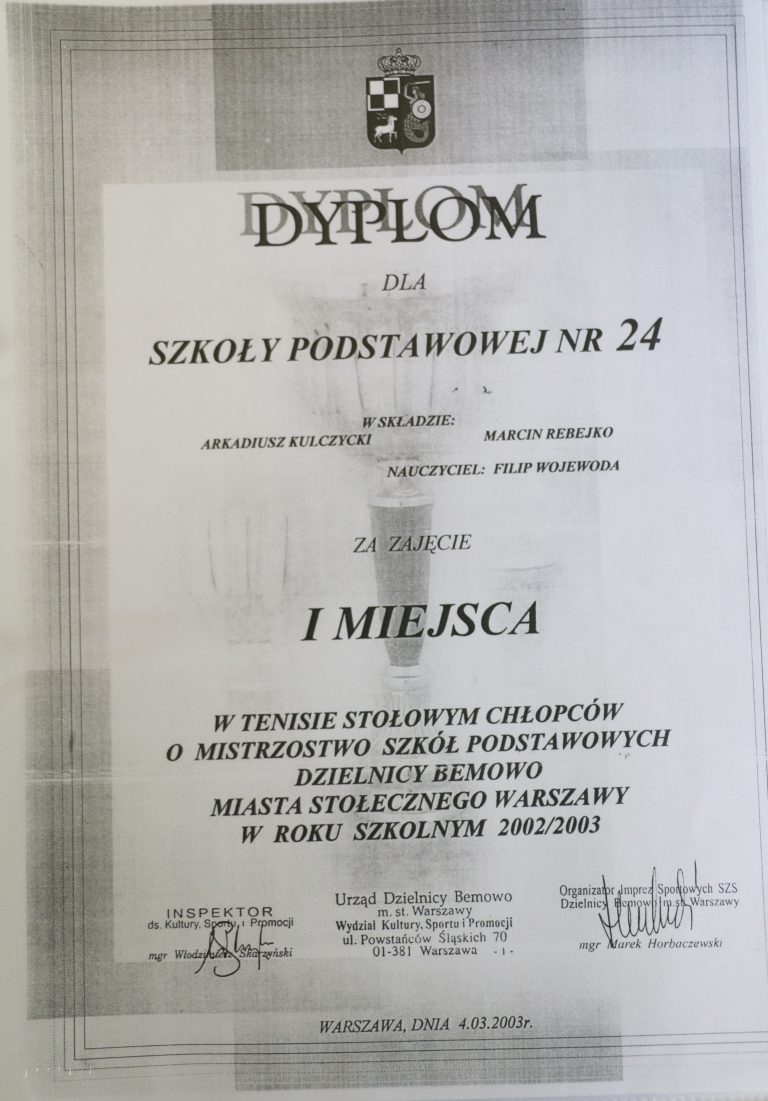 DYPLOM
DLA
SZKOŁY PODSTAWOWEJ NR 24
W SKŁADZIE:
ARKADIUSZ KULCZYCKI MARCIN REBEJKO
NAUCZYCIEL: FILIP WOJEWODA
ZA ZAJĘCIE
I MIEJSCA
W TENISIE STOŁOWYM CHŁOPCÓW
O MISTRZOSTWO SZKÓŁ PODSTAWOWYCH
DZIELNICY BEMOWO
MIASTA STOŁECZNEGO WARSZAWY
W ROKU SZKOLNYM 2002/2003
INSPEKTOR
ds. Kultury, Sportu i Promocji
mgr Włodzimierz Skarzyński
Urząd Dzielnicy Bemowo
m. st. Warszawy
Wydział Kultury, Sportu i Promocji
ul. Powstańców Śląskich 70
01-381 Warszawa - 1 -
Organizator Imprez Sportowych SZS
Dzielnicy Bemowo m.st. Warszawy
mgr Marek Horbaczewski
WARSZAWA, DNIA 4.03.2003r.